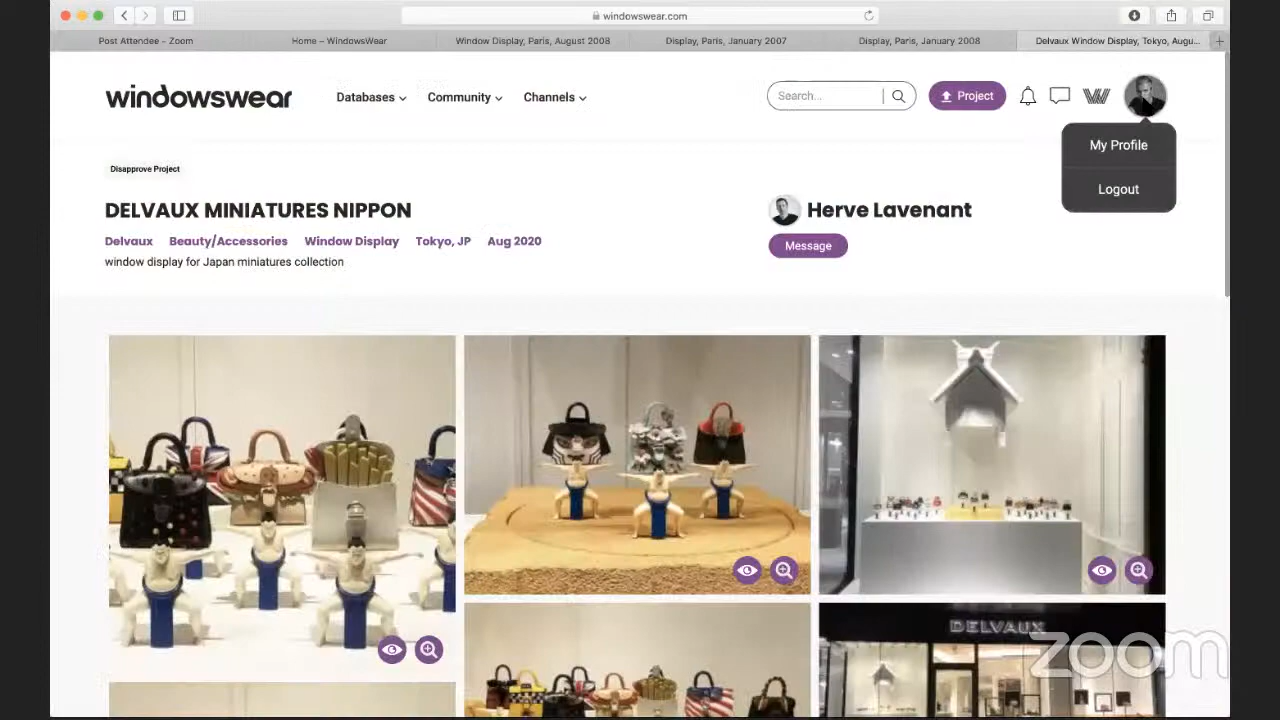 windowswear.com
Post Attendee – Zoom
Home – WindowsWear
Window Display, Paris, August 2008
Display, Paris, January 2007
Display, Paris, January 2008
Delvaux Window Display, Tokyo, Augu...
windowswear
Databases
Community
Channels
Search...
Project
My Profile
Logout
Disapprove Project
DELVAUX MINIATURES NIPPON
Herve Lavenant
Delvaux Beauty/Accessories Window Display Tokyo, JP Aug 2020
Message
window display for Japan miniatures collection
DELVAUX
zoom